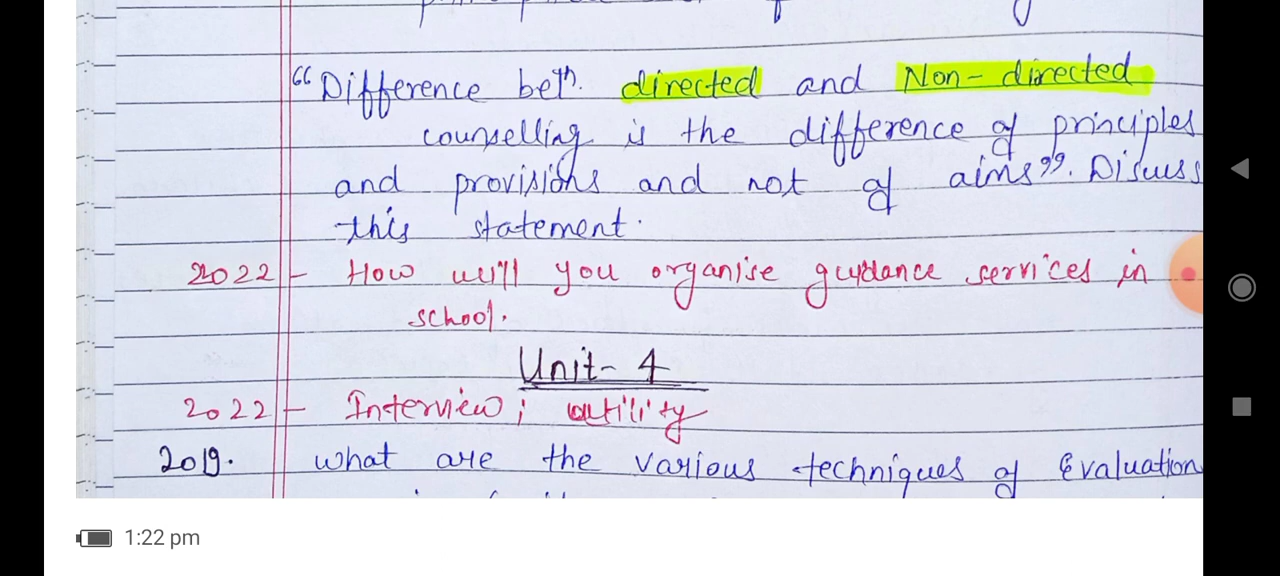 “Difference betn. directed and Non-directed
counselling is the difference of principles
and provisions and not of aims”. Discuss
this statement.
2022 - How will you organise guidance services in
school.
Unit- 4
2022 - Interview; utility
2019. what are the various techniques of Evaluation
1:22 pm